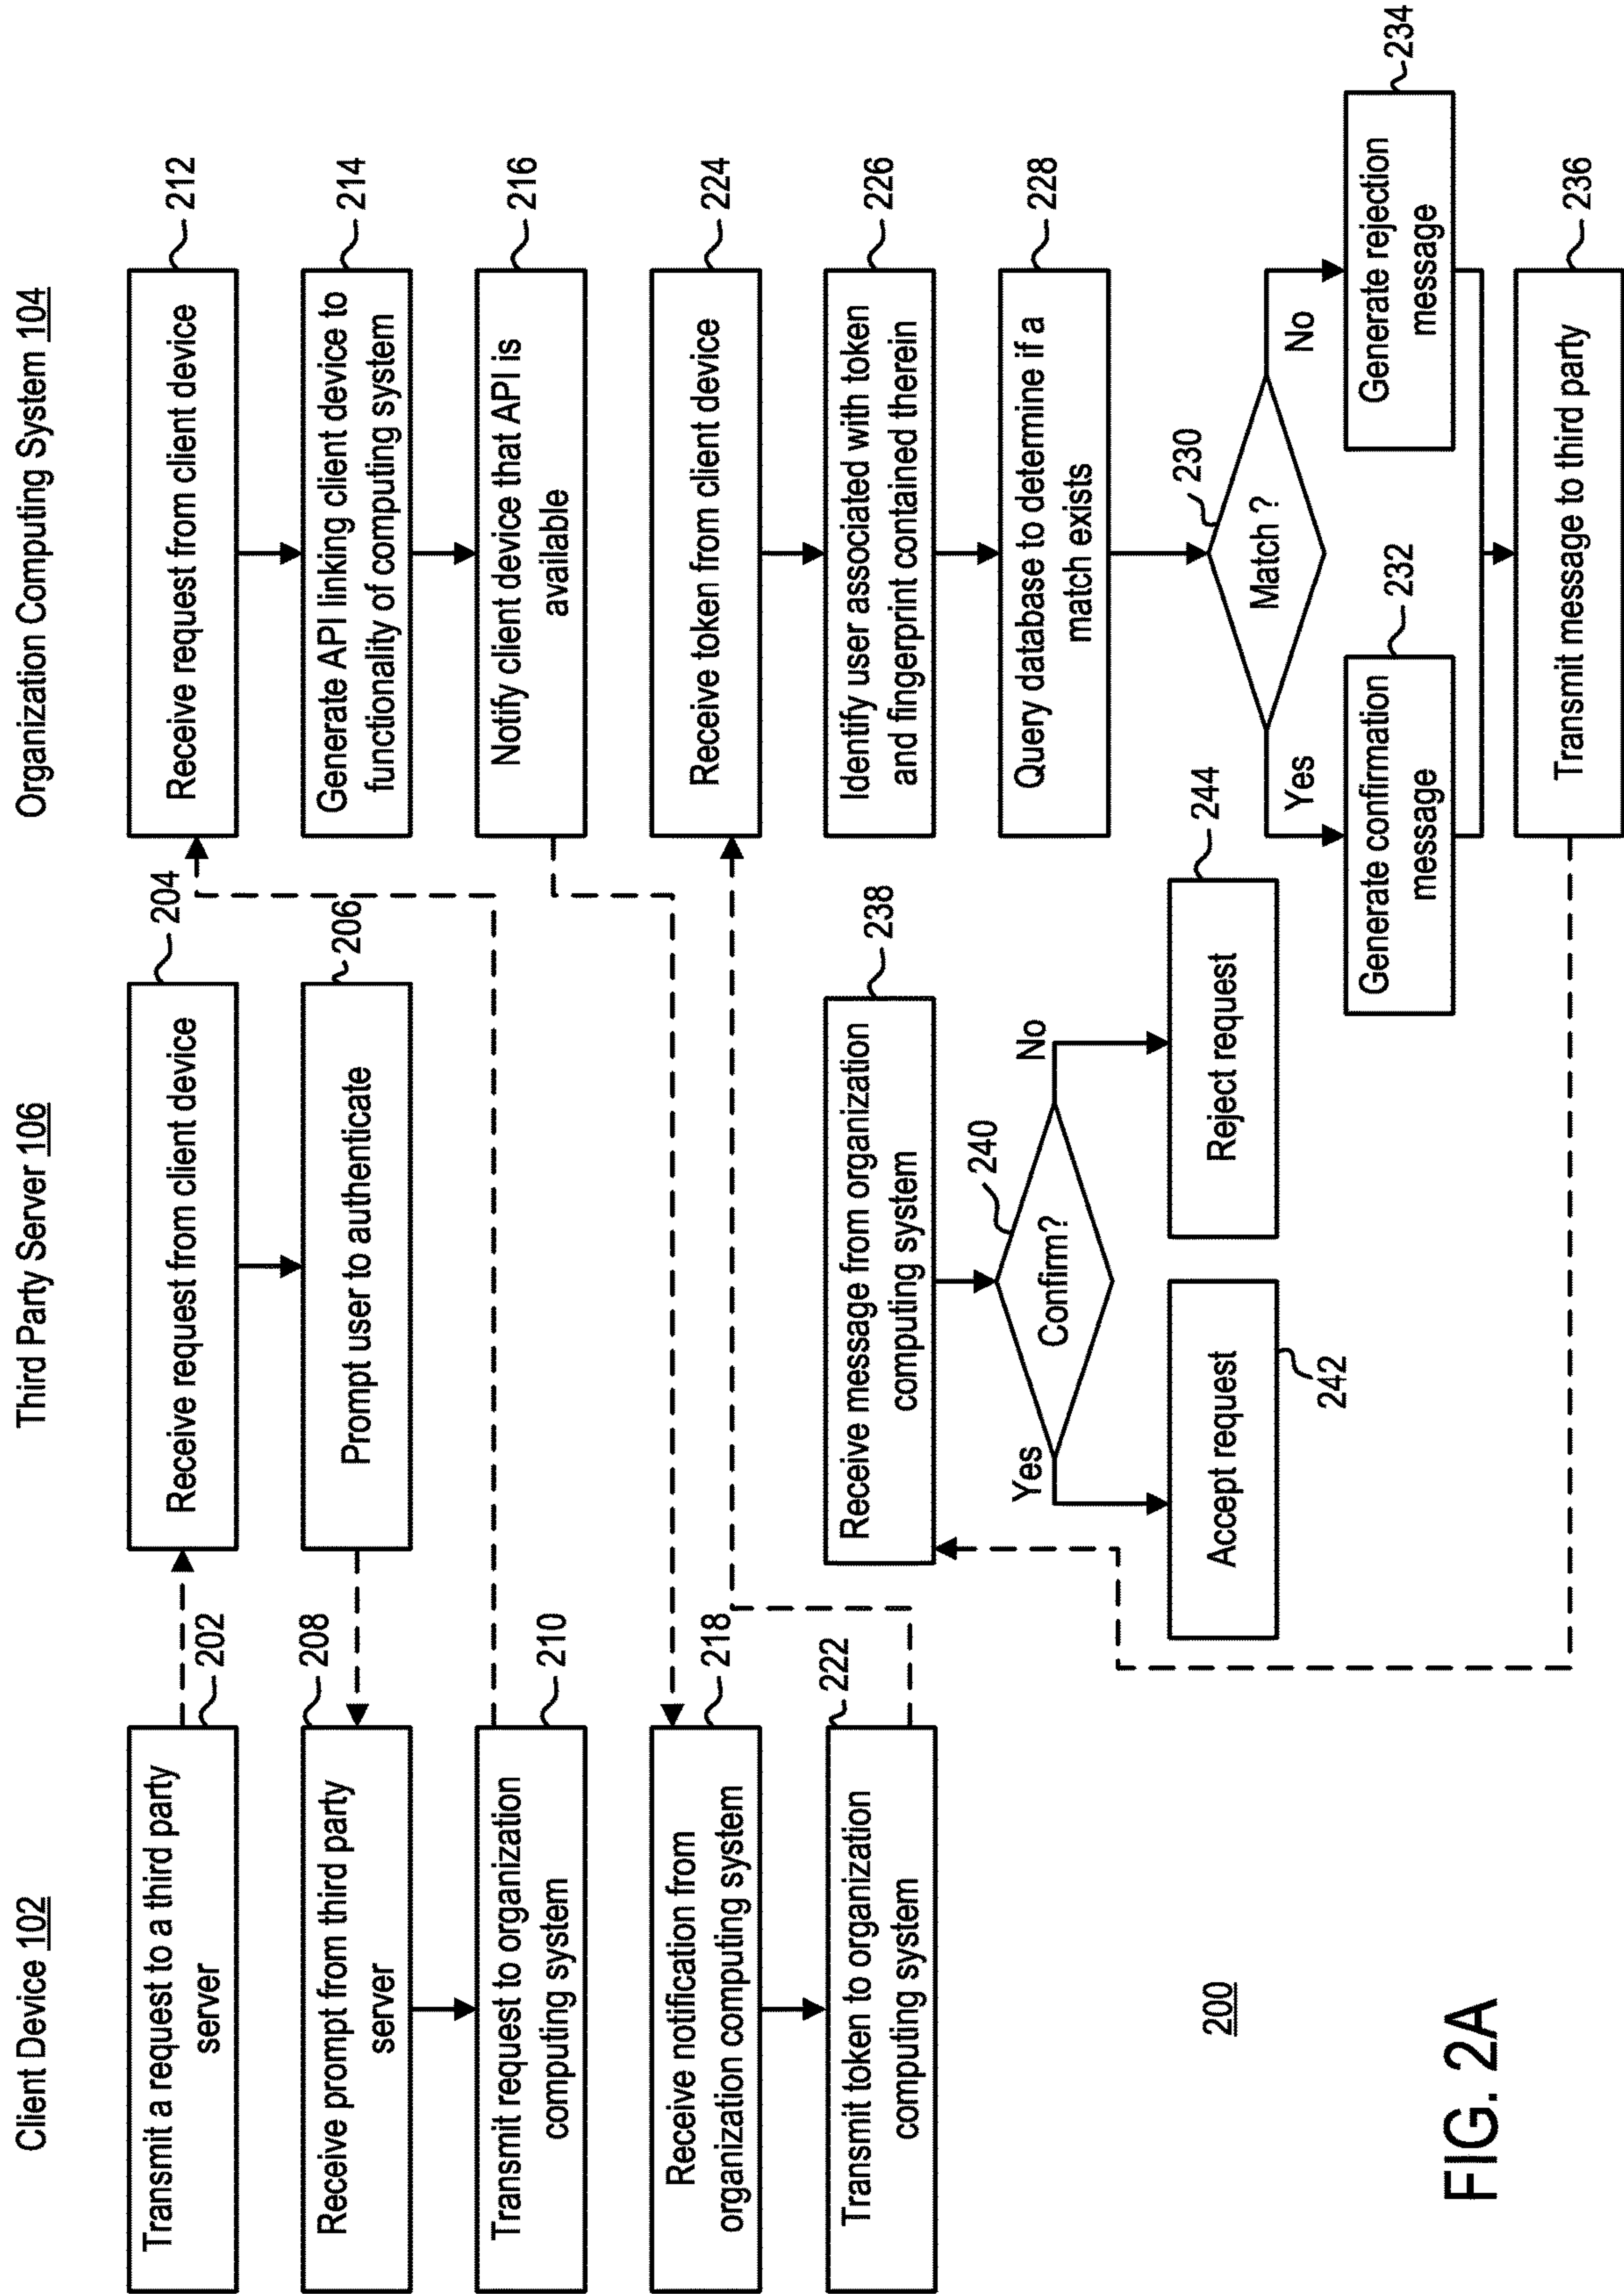 Client Device 102
Transmit a request to a third party
server
202
Receive prompt from third party
server
208
Transmit request to organization
computing system
210
Receive notification from
organization computing system
218
Transmit token to organization
computing system
222
Third Party Server 106
Receive request from client device
204
Prompt user to authenticate
206
Receive message from organization
computing system
238
Confirm?
240
Yes
No
Accept request
242
Reject request
244
Organization Computing System 104
Receive request from client device
212
Generate API linking client device to
functionality of computing system
214
Notify client device that API is
available
216
Receive token from client device
224
Identify user associated with token
and fingerprint contained therein
226
Query database to determine if a
match exists
228
Match ?
230
Yes
No
Generate confirmation
message
232
Generate rejection
message
234
Transmit message to third party
236
200
FIG. 2A